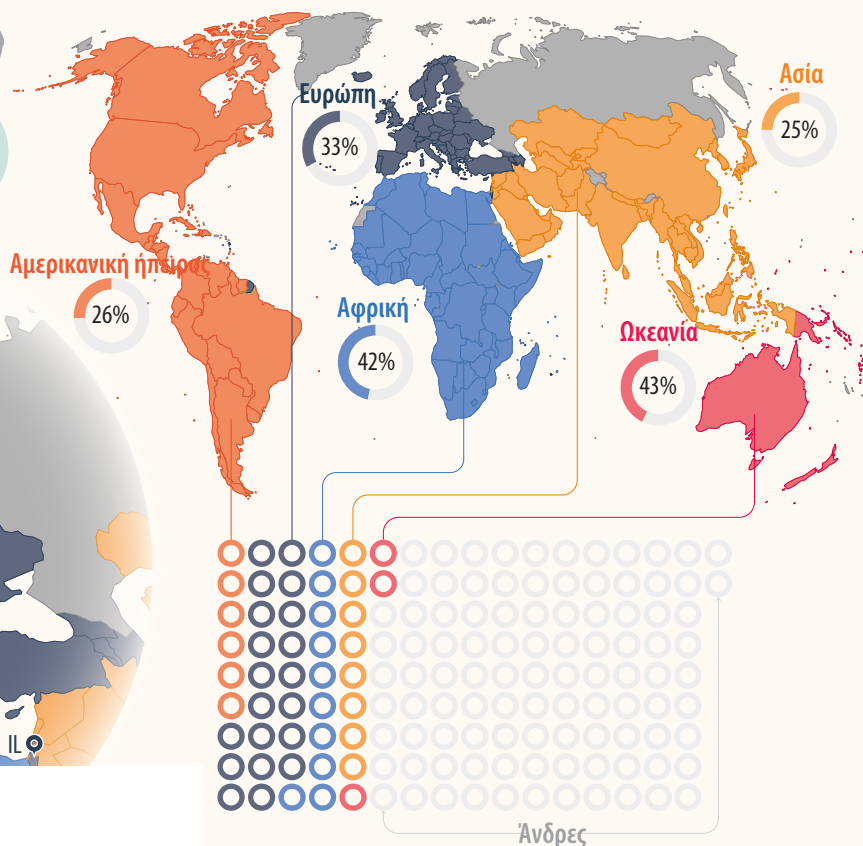 Ασία
25%
Ευρώπη
33%
Αμερικανική ήπειρος
26%
Αφρική
42%
Ωκεανία
43%
IL
Άνδρες